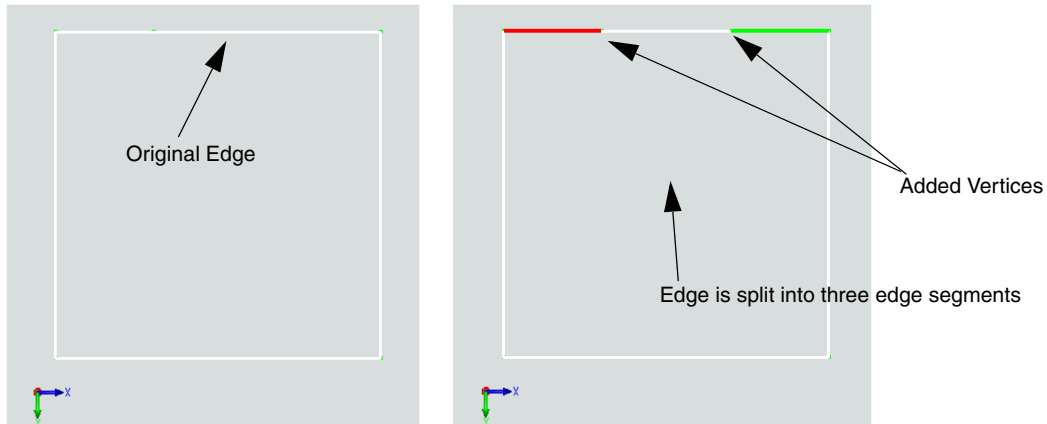 Original Edge
Added Vertices
Edge is split into three edge segments
X
X